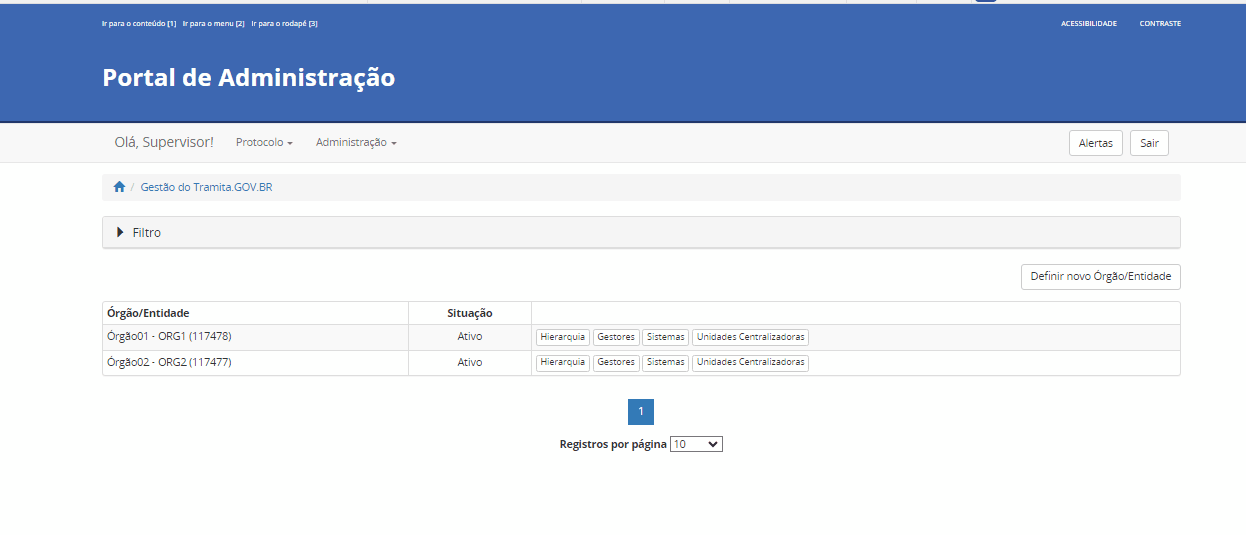 Ir para o conteúdo [1] Ir para o menu [2] Ir para o rodapé [3] ACESSIBILIDADE CONTRASTE
Portal de Administração
Olá, Supervisor! Protocolo Administração Alertas Sair
/ Gestão do Tramita.GOV.BR
Filtro
Definir novo Órgão/Entidade
Órgão/Entidade Situação
Órgão01 - ORG1 (117478) Ativo Hierarquia Gestores Sistemas Unidades Centralizadoras
Órgão02 - ORG2 (117477) Ativo Hierarquia Gestores Sistemas Unidades Centralizadoras
1
Registros por página 10